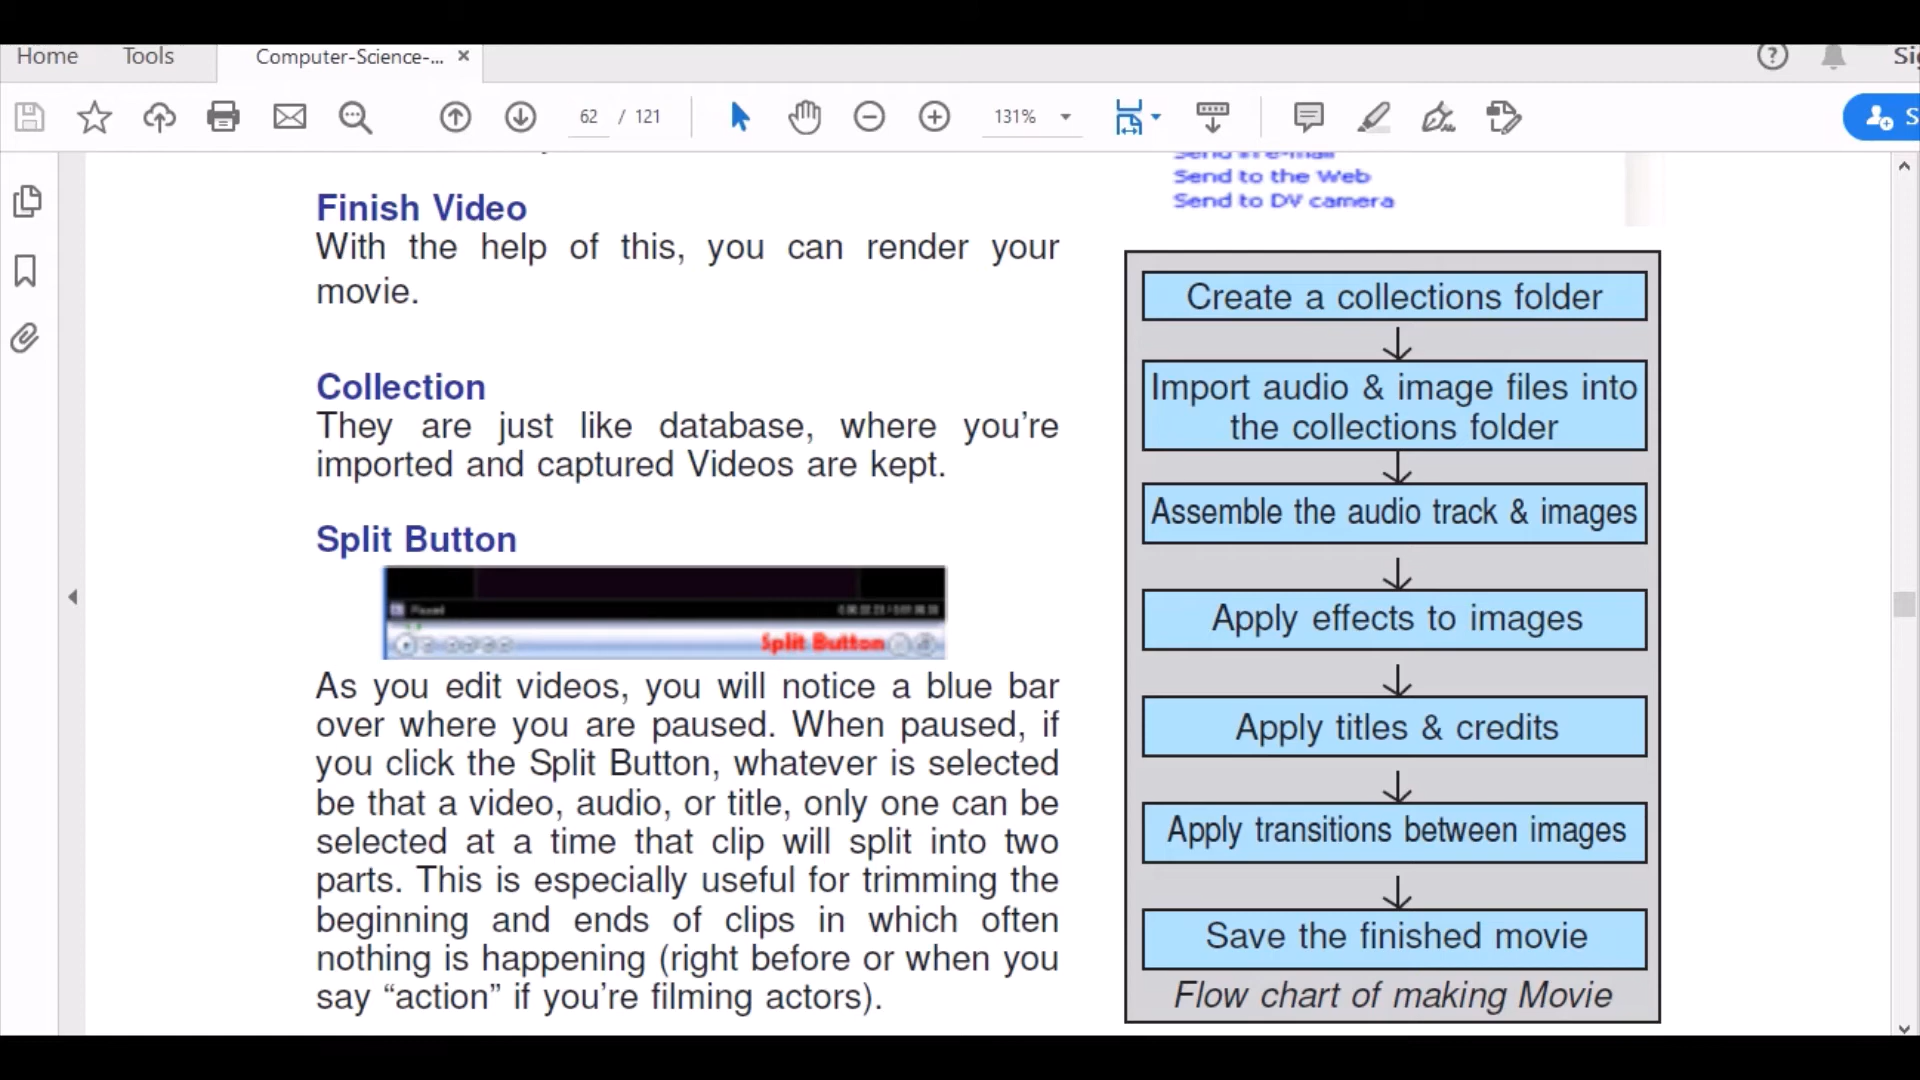 Home Tools Computer-Science-... ×
62 / 121 131%
Finish Video
With the help of this, you can render your
movie.
Collection
They are just like database, where you're
imported and captured Videos are kept.
Split Button
Paused
Split Button
As you edit videos, you will notice a blue bar
over where you are paused. When paused, if
you click the Split Button, whatever is selected
be that a video, audio, or title, only one can be
selected at a time that clip will split into two
parts. This is especially useful for trimming the
beginning and ends of clips in which often
nothing is happening (right before or when you
say “action” if you’re filming actors).
Send in e-mail
Send to the Web
Send to DV camera
Create a collections folder
Import audio & image files into
the collections folder
Assemble the audio track & images
Apply effects to images
Apply titles & credits
Apply transitions between images
Save the finished movie
Flow chart of making Movie